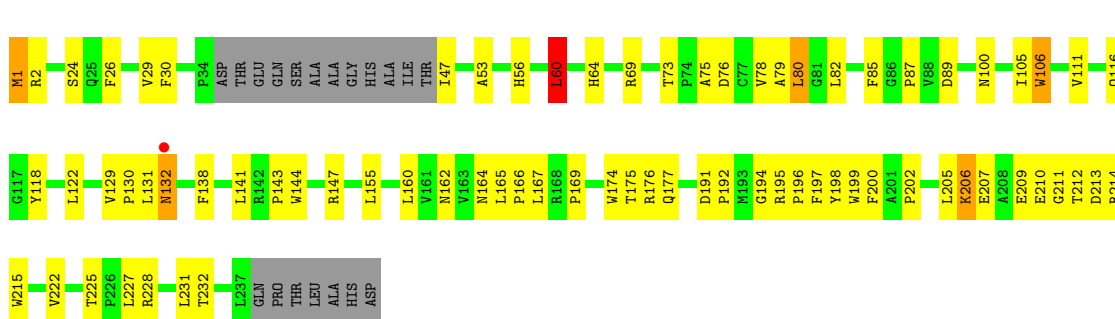 M1 R2 S24 Q25 F26 V29 F30 P34 ASP THR GLU GLN SER ALA ALA GLY HIS ALA ILE THR I47 A53 H56 L60 H64 R69 T73 P74 A75 D76 C77 V78 A79 L80 G81 L82 F85 G86 P87 V88 D89 N100 I105 W106 V111
G117 Y118 L122 V129 P130 L131 N132 F138 L141 R142 P143 W144 R147 L155 L160 V161 N162 V163 N164 L165 P166 L167 R168 P169 W174 T175 R176 Q177 D191 P192 M193 G194 R195 P196 F197 Y198 W199 F200 A201 P202 L205 K206 E207 A208 E209 E210 G211 T212 D213
W215 V222 T225 P226 L227 R228 L231 T232 L237 GLN PRO THR LEU ALA HIS ASP